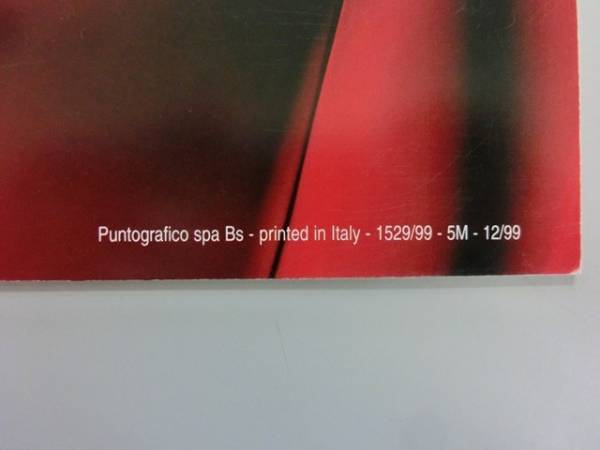 Puntografico spa Bs - printed in Italy - 1529/99 - 5M - 12/99